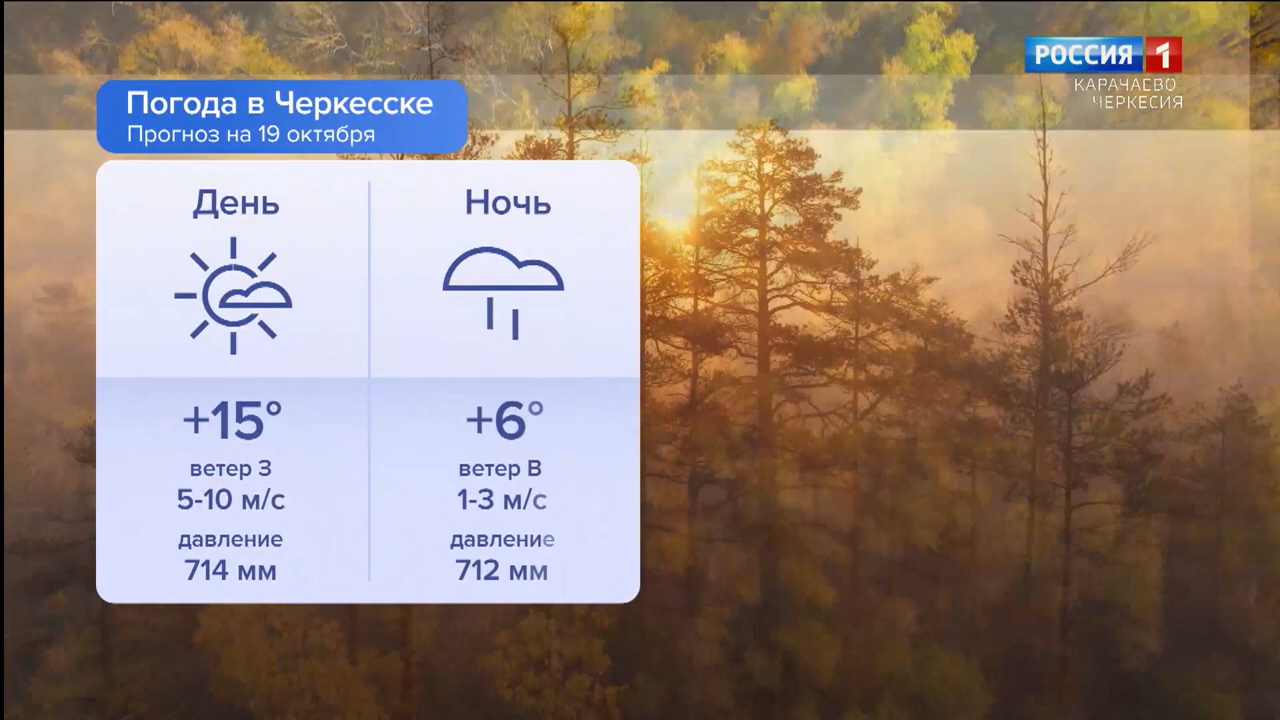 РОССИЯ 1
КАРАЧАЕВО
ЧЕРКЕСИЯ
Погода в Черкесске
Прогноз на 19 октября
День
Ночь
+15°
+6°
ветер З
ветер В
5-10 м/с
1-3 м/с
давление
давление
714 мм
712 мм